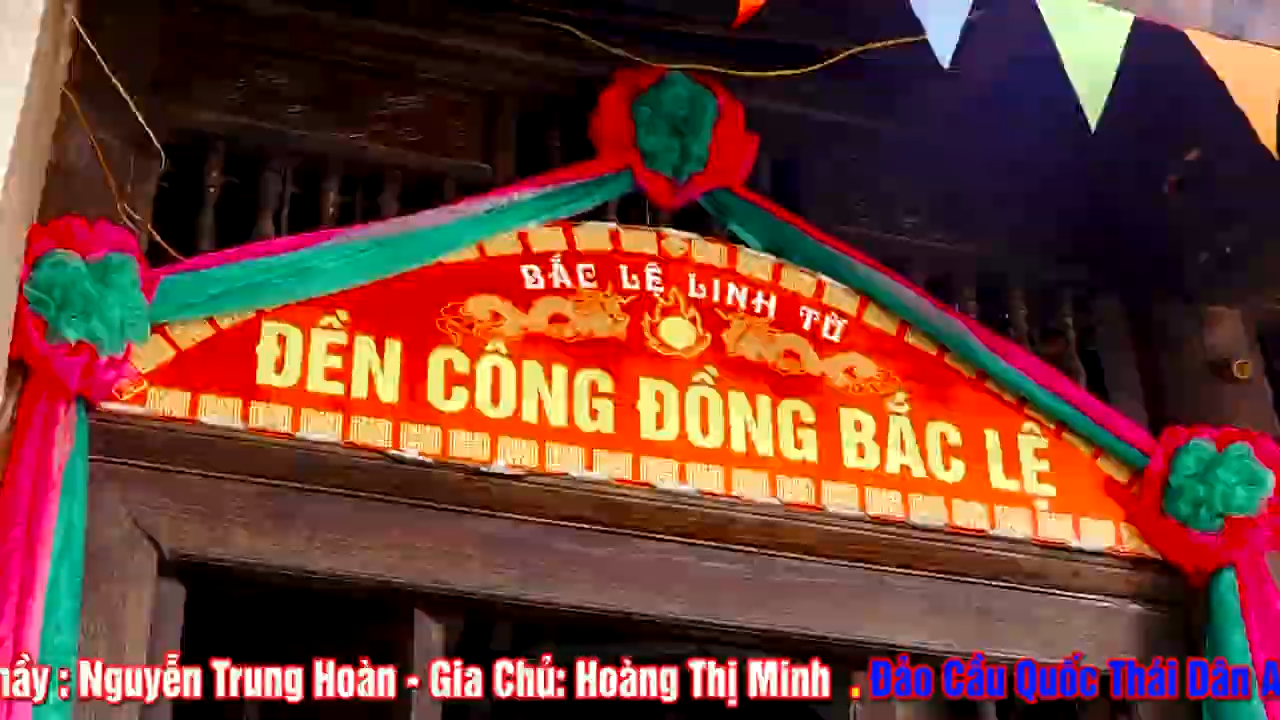 BẮC LỆ LINH TỪ
ĐỀN CÔNG ĐỒNG BẮC LỆ
: Nguyễn Trung Hoàn - Gia Chủ: Hoàng Thị Minh . Đảo Cầu Quốc Thái Dân